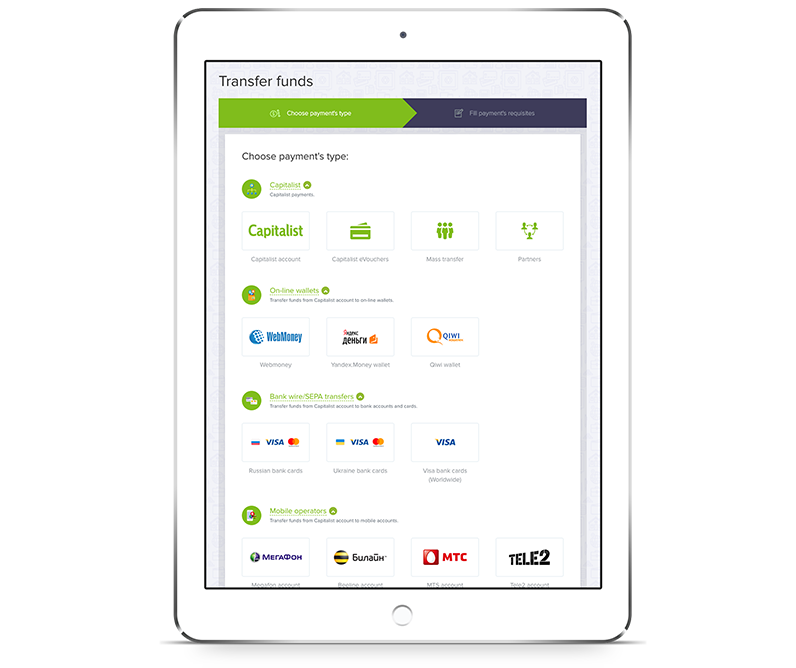 Transfer funds
Choose payment's type
Fill payment's requisites
Choose payment's type:
Capitalist
Capitalist payments.
Capitalist
Capitalist account
Capitalist eVouchers
Mass transfer
Partners
On-line wallets
Transfer funds from Capitalist account to on-line wallets.
WebMoney
Яндекс
деньги
QIWI
Webmoney
Yandex.Money wallet
Qiwi wallet
Bank wire/SEPA transfers
Transfer funds from Capitalist account to bank accounts and cards.
VISA
VISA
VISA
Russian bank cards
Ukraine bank cards
Visa bank cards
(Worldwide)
Mobile operators
Transfer funds from Capitalist account to mobile accounts.
МЕГАФОН
Билайн
МТС
TELE2
Megafon account
Beeline account
MTS account
Tele2 account